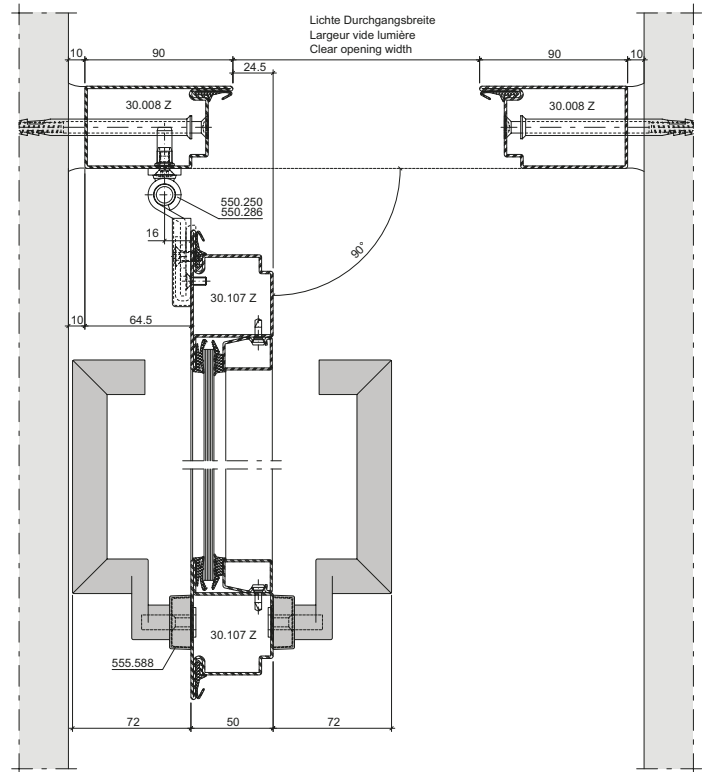 Lichte Durchgangsbreite
Largeur vide lumière
Clear opening width
10
90
90
10
24.5
30.008 Z
30.008 Z
550.250
550.286
16
90°
30.107 Z
10
64.5
30.107 Z
555.588
72
50
72